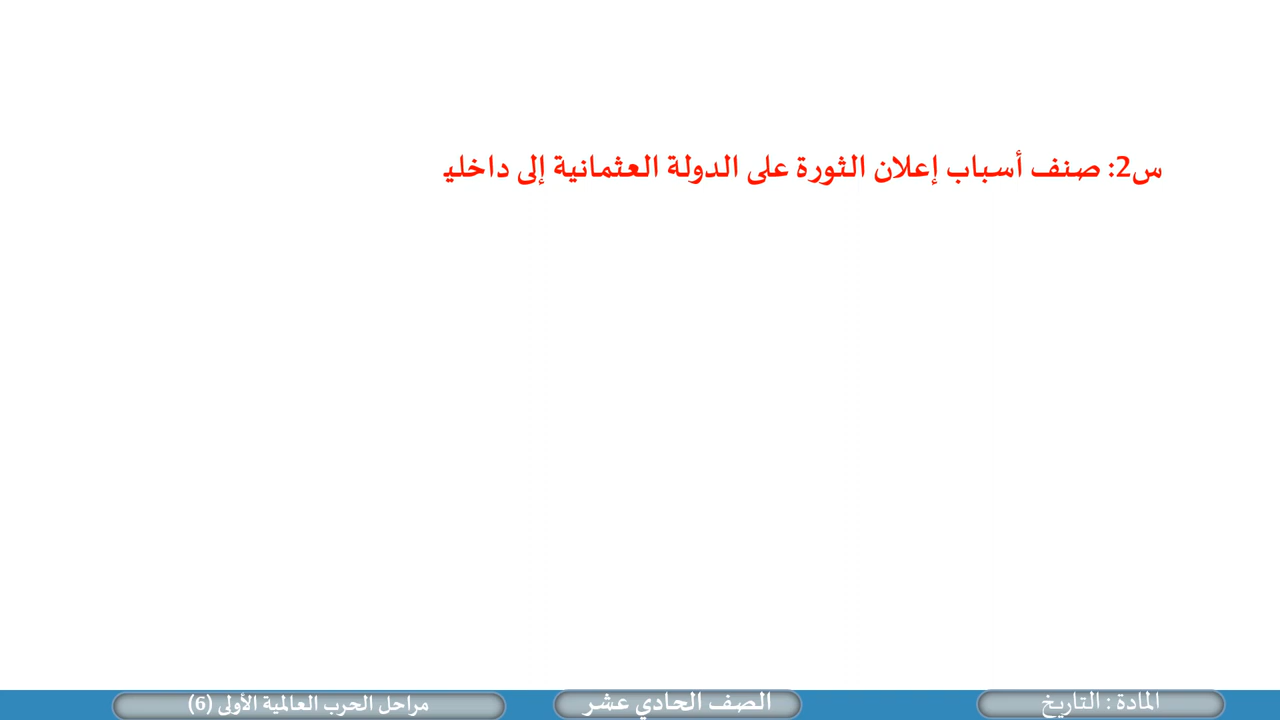 س2: صنف أسباب إعلان الثورة على الدولة العثمانية إلى داخلي
المادة : التاريخ
الصف الحادي عشر
مراحل الحرب العالمية الأولى (6)